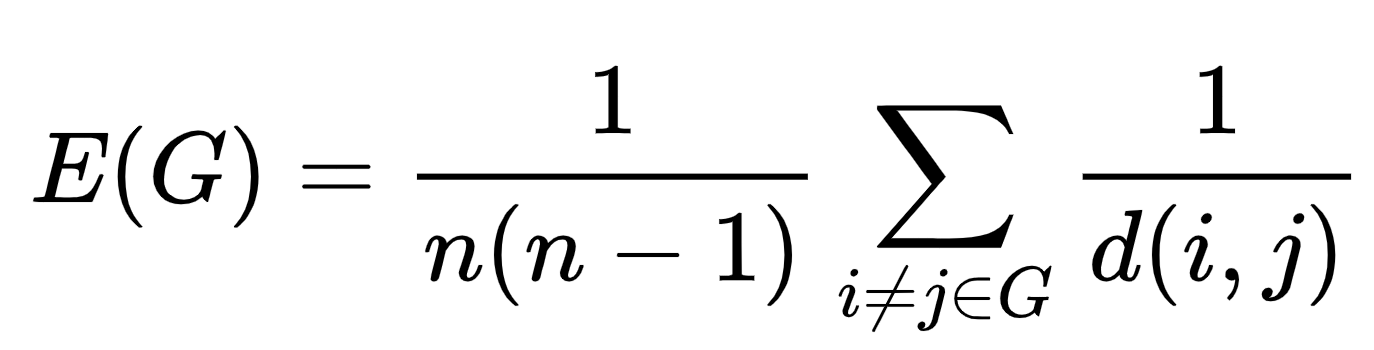 E(G) = \frac{1}{n(n-1)} \sum_{i \neq j \in G} \frac{1}{d(i,j)}